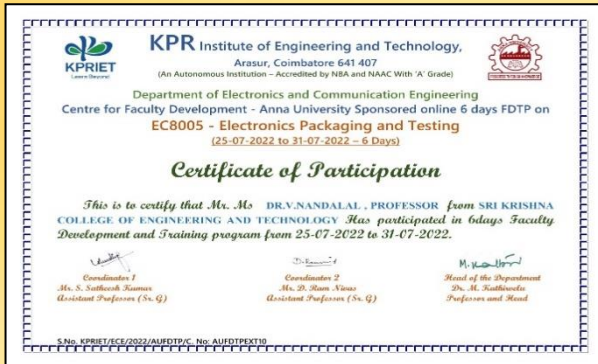 KPRIET
Learn Beyond
KPR Institute of Engineering and Technology,
Arasur, Coimbatore 641 407
(An Autonomous Institution – Accredited by NBA and NAAC With 'A' Grade)
Department of Electronics and Communication Engineering
Centre for Faculty Development - Anna University Sponsored online 6 days FDTP on
EC8005 - Electronics Packaging and Testing
(25-07-2022 to 31-07-2022 – 6 Days)
Certificate of Participation
This is to certify that Mr. Ms DR.V.NANDALAL , PROFESSOR from SRI KRISHNA
COLLEGE OF ENGINEERING AND TECHNOLOGY Has participated in 6days Faculty
Development and Training program from 25-07-2022 to 31-07-2022.
Coordinator 1
Mr. S. Satheesh Kumar
Assistant Professor (Sr. G)
Coordinator 2
Mr. D. Ram Nivas
Assistant Professor (Sr. G)
Head of the Department
Dr. M. Kathirvelu
Professor and Head
S.No. KPRIET/ECE/2022/AUFDTP/C. No: AUFDTPEXT10